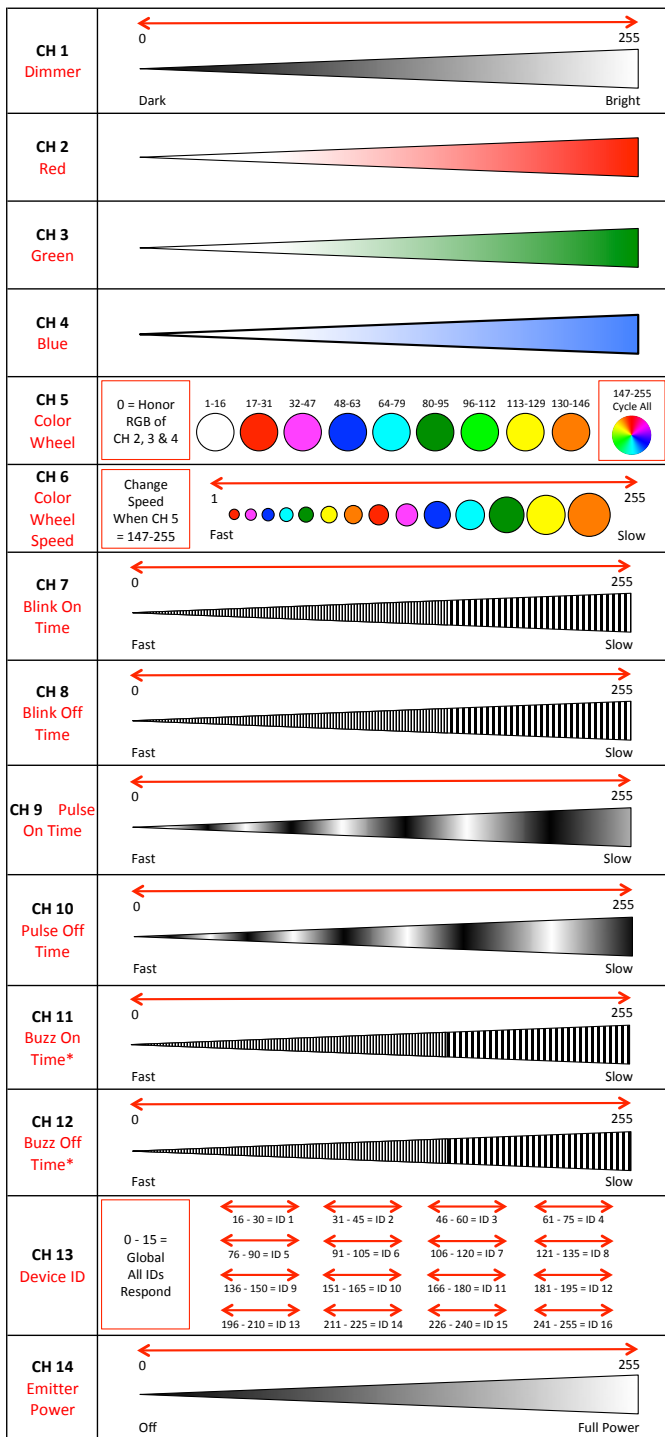 CH 1
Dimmer
0 255
Dark Bright
CH 2
Red
CH 3
Green
CH 4
Blue
CH 5
Color
Wheel
0 = Honor
RGB of
CH 2, 3 & 4
1-16 17-31 32-47 48-63 64-79 80-95 96-112 113-129 130-146
147-255
Cycle All
CH 6
Color
Wheel
Speed
Change
Speed
When CH 5
= 147-255
1 255
Fast Slow
CH 7
Blink On
Time
0 255
Fast Slow
CH 8
Blink Off
Time
0 255
Fast Slow
CH 9 Pulse
On Time
0 255
Fast Slow
CH 10
Pulse Off
Time
0 255
Fast Slow
CH 11
Buzz On
Time*
0 255
Fast Slow
CH 12
Buzz Off
Time*
0 255
Fast Slow
CH 13
Device ID
0 - 15 =
Global
All IDs
Respond
16 - 30 = ID 1 31 - 45 = ID 2 46 - 60 = ID 3 61 - 75 = ID 4
76 - 90 = ID 5 91 - 105 = ID 6 106 - 120 = ID 7 121 - 135 = ID 8
136 - 150 = ID 9 151 - 165 = ID 10 166 - 180 = ID 11 181 - 195 = ID 12
196 - 210 = ID 13 211 - 225 = ID 14 226 - 240 = ID 15 241 - 255 = ID 16
CH 14
Emitter
Power
0 255
Off Full Power